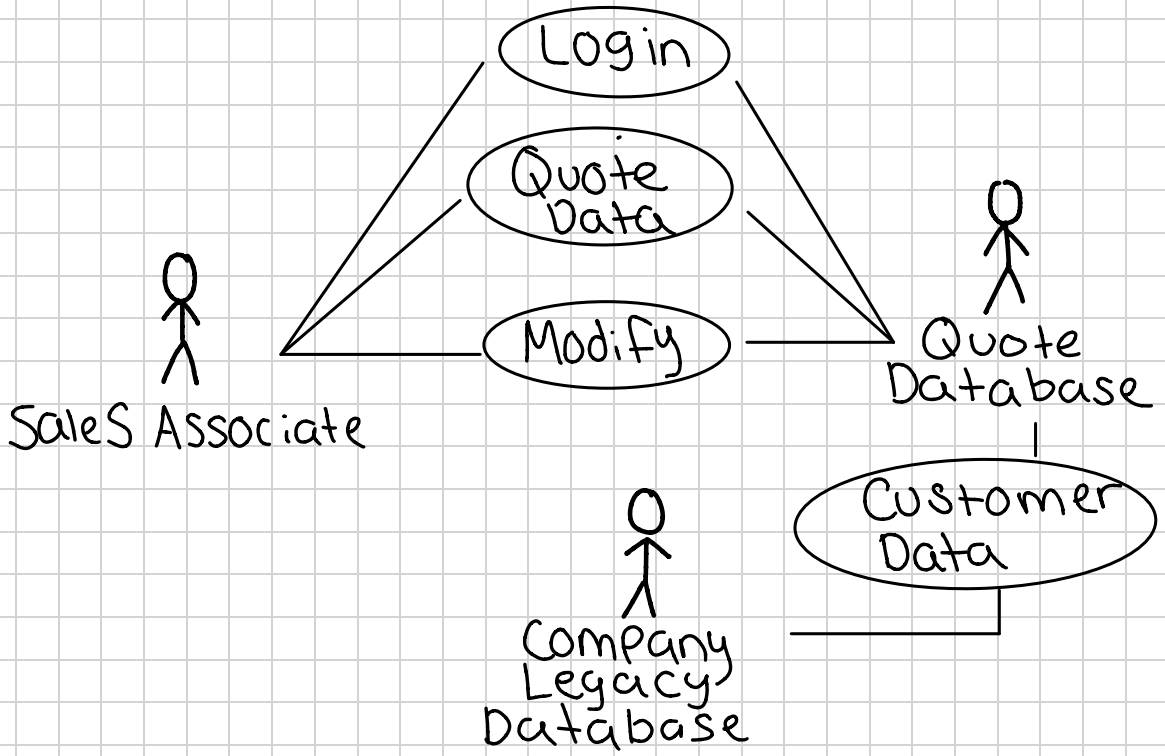 Login
Quote
Data
Modify
Quote
Database
Sales Associate
Customer
Data
Company
Legacy
Database